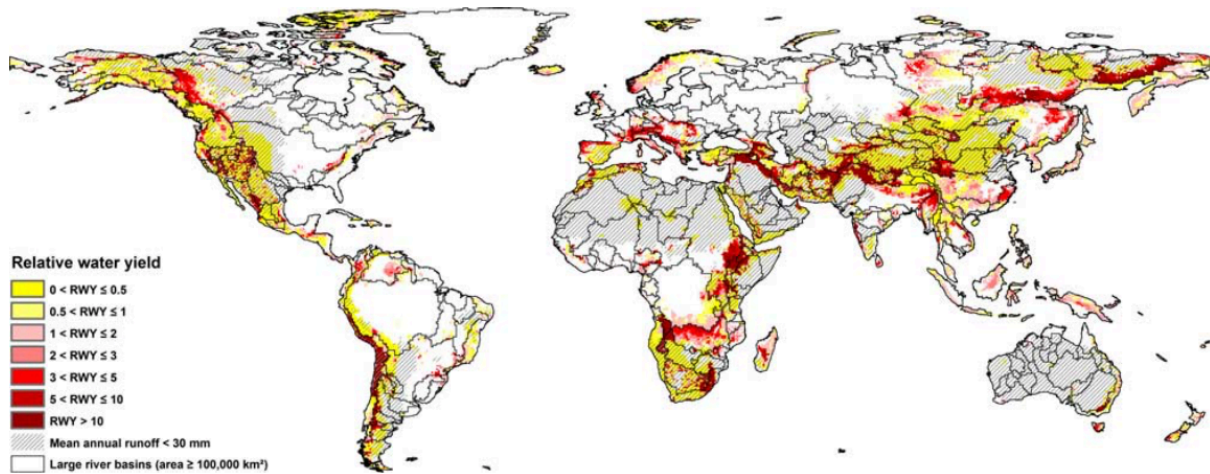 Relative water yield
0 < RWY ≤ 0.5
0.5 < RWY ≤ 1
1 < RWY ≤ 2
2 < RWY ≤ 3
3 < RWY ≤ 5
5 < RWY ≤ 10
RWY > 10
Mean annual runoff < 30 mm
Large river basins (area ≥ 100,000 km²)